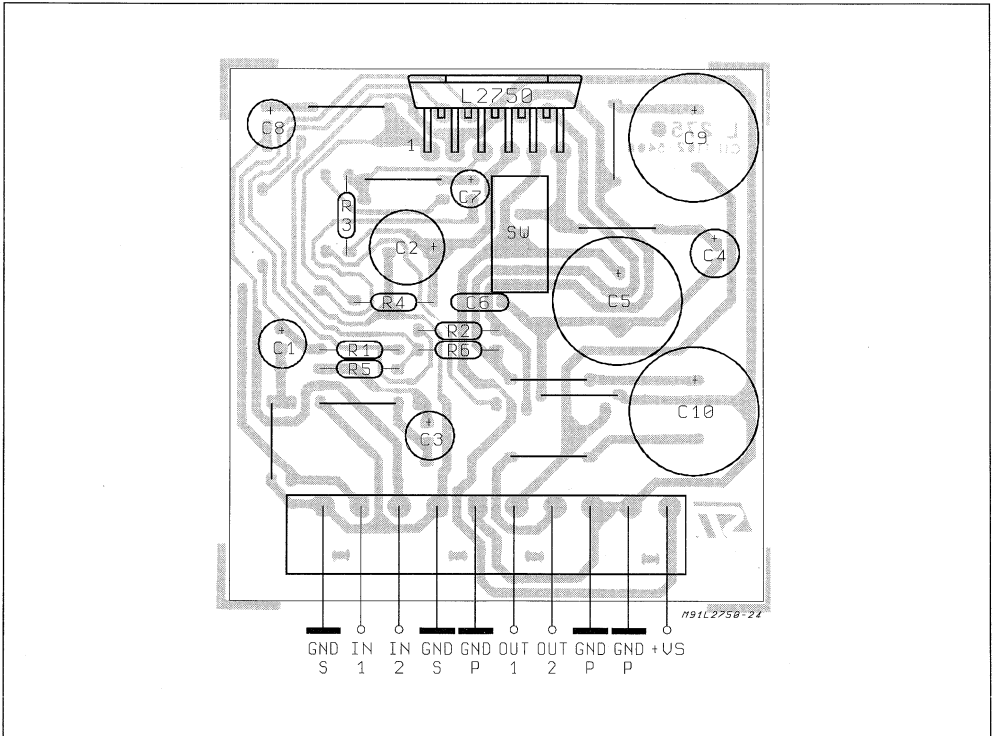 L2750
C8
1
C9
C7
R3
SW
C2
C4
C5
R4
C6
R2
C1
R1
R6
R5
C10
C3
M91L2750-24
GND S
IN 1
IN 2
GND S
GND P
OUT 1
OUT 2
GND P
GND P
+VS